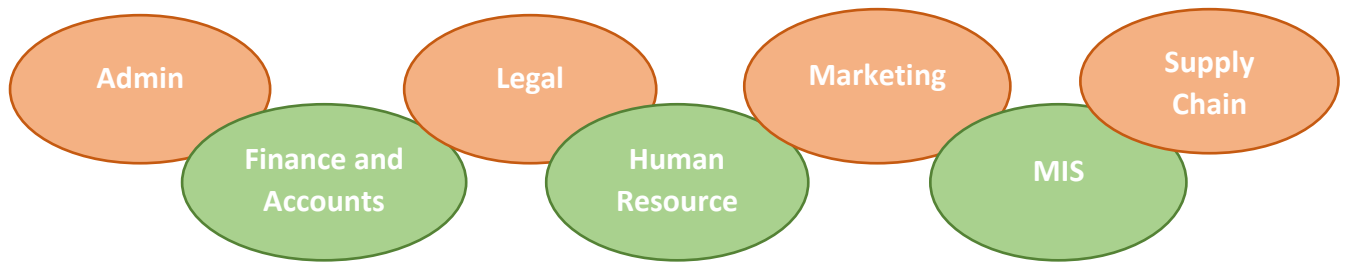 Admin
Legal
Marketing
Supply
Chain
Finance and
Accounts
Human
Resource
MIS